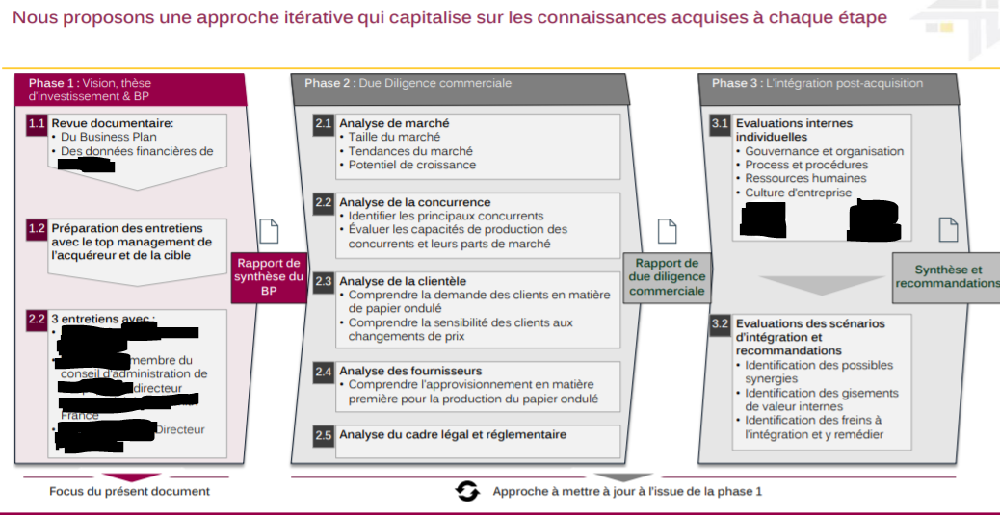 Nous proposons une approche itérative qui capitalise sur les connaissances acquises à chaque étape
Phase 1 : Vision, thèse
d'investissement & BP
1.1 Revue documentaire:
• Du Business Plan
• Des données financières de
1.2 Préparation des entretiens
avec le top management de
l'acquéreur et de la cible
2.2 3 entretiens avec :
•
• membre du
conseil d'administration de
directeur
France
• Directeur
Rapport de
synthèse du
BP
Phase 2 : Due Diligence commerciale
2.1 Analyse de marché
• Taille du marché
• Tendances du marché
• Potentiel de croissance
2.2 Analyse de la concurrence
• Identifier les principaux concurrents
• Évaluer les capacités de production des
concurrents et leurs parts de marché
2.3 Analyse de la clientèle
• Comprendre la demande des clients en matière
de papier ondulé
• Comprendre la sensibilité des clients aux
changements de prix
2.4 Analyse des fournisseurs
• Comprendre l'approvisionnement en matière
première pour la production du papier ondulé
2.5 Analyse du cadre légal et réglementaire
Rapport de
due diligence
commerciale
Phase 3 : L'intégration post-acquisition
3.1 Evaluations internes
individuelles
• Gouvernance et organisation
• Process et procédures
• Ressources humaines
• Culture d'entreprise
3.2 Evaluations des scénarios
d'intégration et
recommandations
• Identification des possibles
synergies
• Identification des gisements
de valeur internes
• Identification des freins à
l'intégration et y remédier
Synthèse et
recommandations
Focus du présent document
Approche à mettre à jour à l'issue de la phase 1